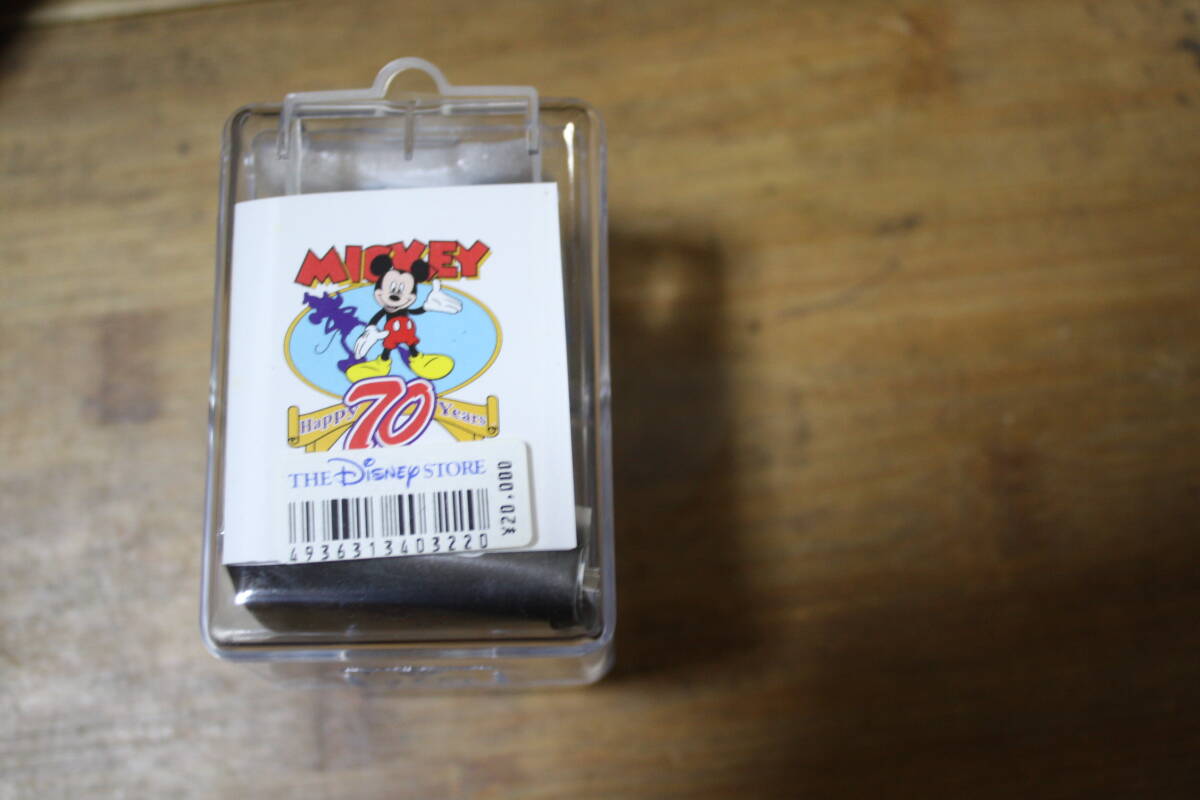 MICKEY
Happy 70 Years
THE DISNEY STORE
¥20,000
4936313403220